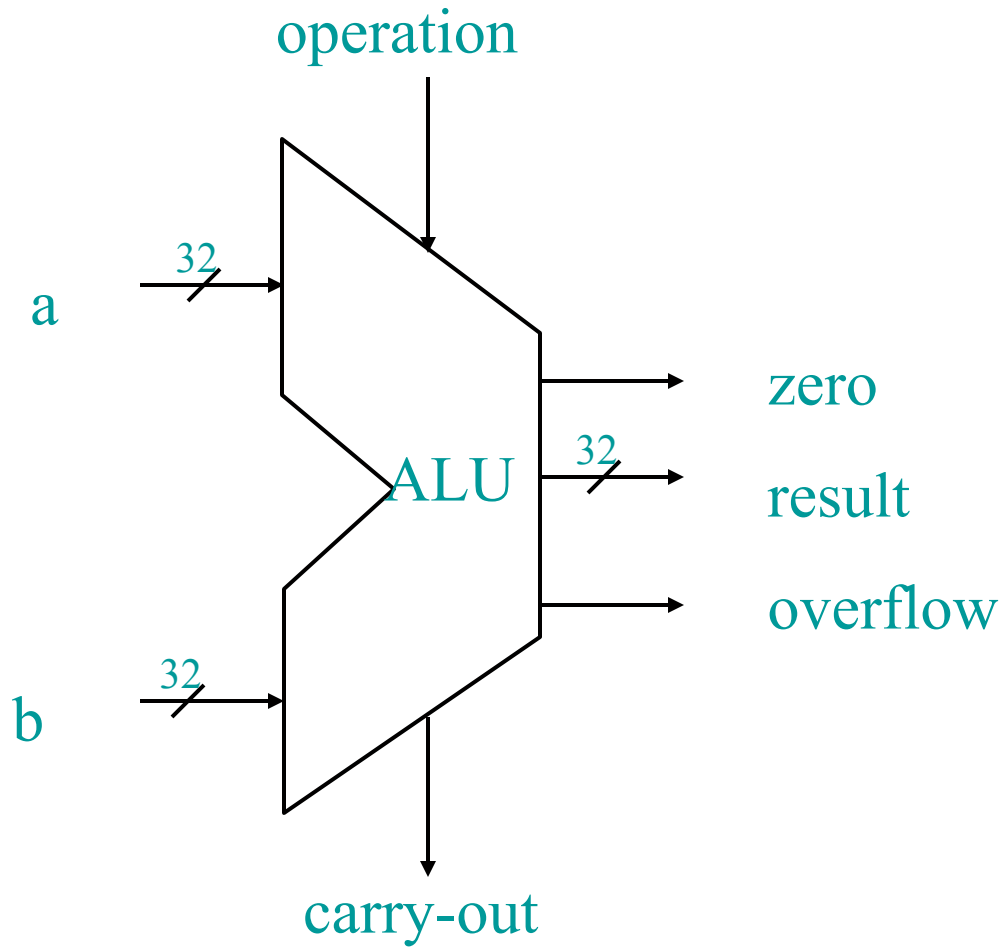 operation
32
a
zero
32
ALU
result
overflow
32
b
carry-out